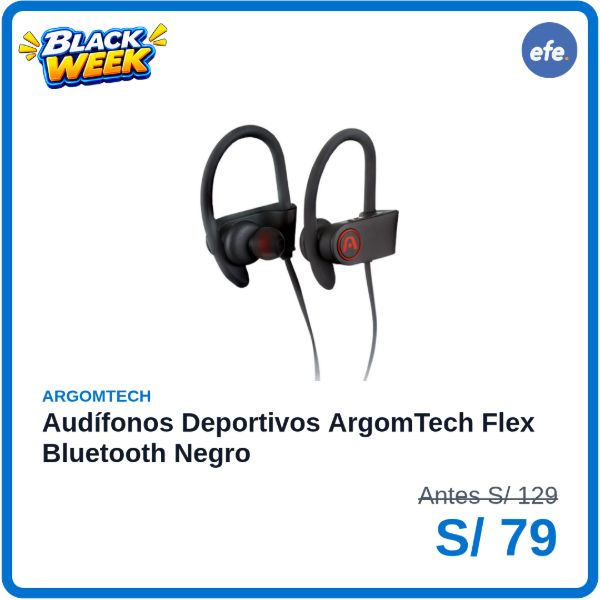 BLACK
WEEK
efe.
A
ARGOMTECH
Audífonos Deportivos ArgomTech Flex
Bluetooth Negro
Antes S/ 129
S/ 79